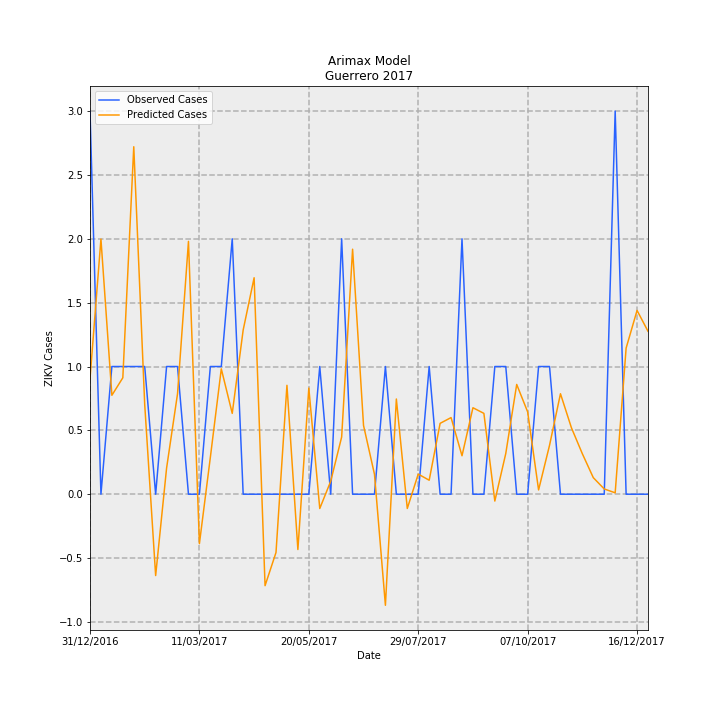 Arimax Model
Guerrero 2017
Observed Cases
Predicted Cases
3.0
2.5
2.0
1.5
1.0
0.5
0.0
−0.5
−1.0
ZIKV Cases
31/12/2016 11/03/2017 20/05/2017 29/07/2017 07/10/2017 16/12/2017
Date